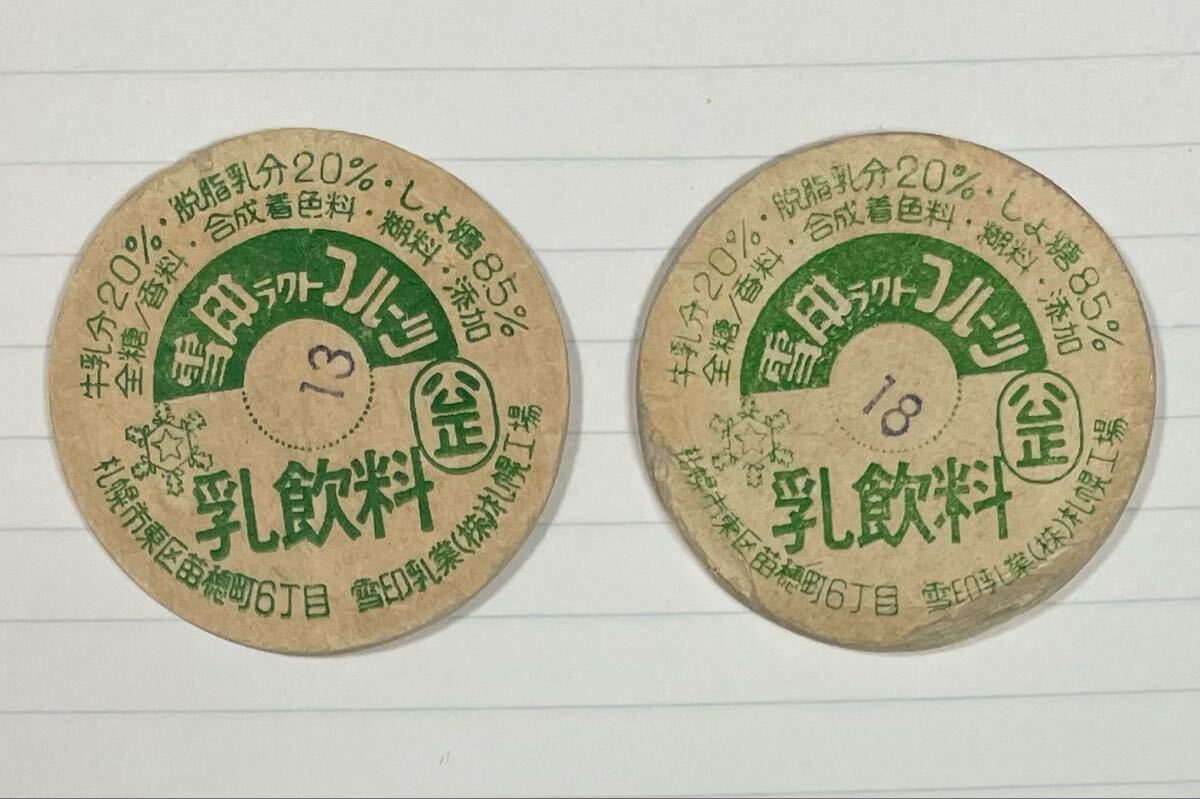 牛乳分20%・脱脂乳分20%・しよ糖8.5%
全糖/香料・合成着色料・糊料・添加
雪印ラクトフルーツ
13
公正
乳飲料
札幌市東区苗穂町6丁目 雪印乳業(株)札幌工場
牛乳分20%・脱脂乳分20%・しよ糖8.5%
全糖/香料・合成着色料・糊料・添加
雪印ラクトフルーツ
18
公正
乳飲料
札幌市東区苗穂町6丁目 雪印乳業(株)札幌工場